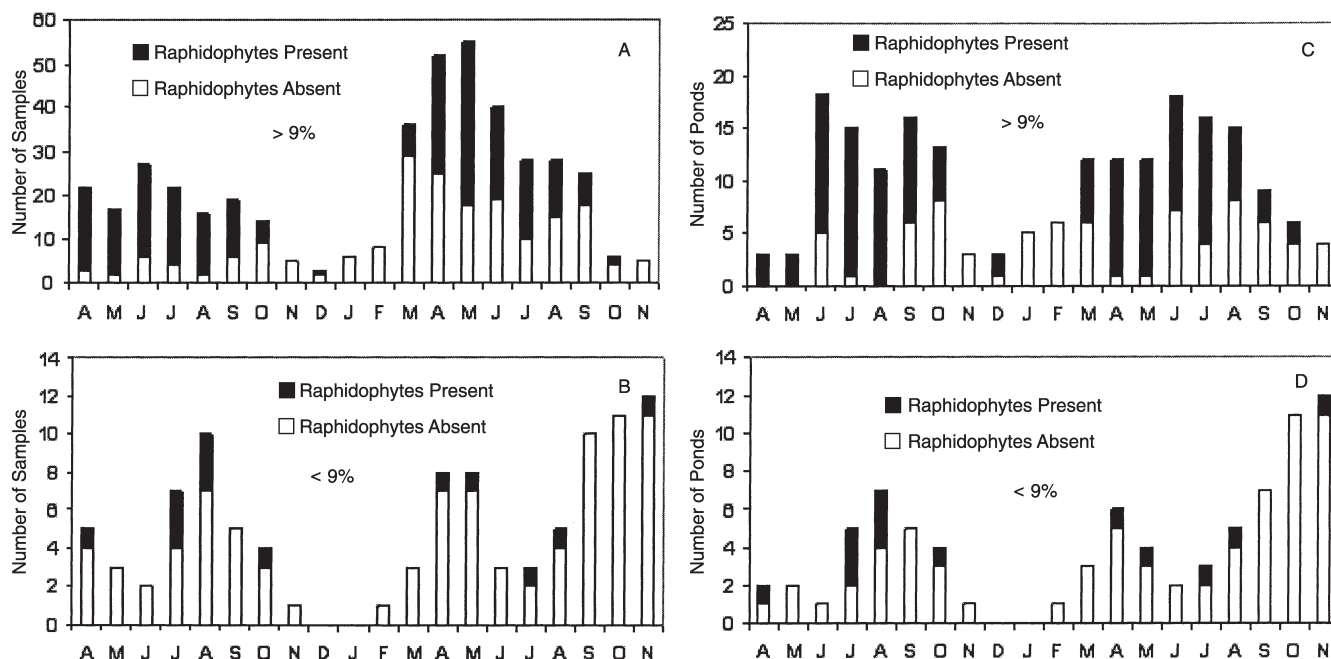 60
50
40
30
20
10
0
Number of Samples
Raphidophytes Present
Raphidophytes Absent
> 9%
A
A M J J A S O N D J F M A M J J A S O N
25
20
15
10
5
0
Number of Ponds
Raphidophytes Present
Raphidophytes Absent
> 9%
C
A M J J A S O N D J F M A M J J A S O N
14
12
10
8
6
4
2
0
Number of Samples
Raphidophytes Present
Raphidophytes Absent
< 9%
B
A M J J A S O N D J F M A M J J A S O N
14
12
10
8
6
4
2
0
Number of Ponds
Raphidophytes Present
Raphidophytes Absent
< 9%
D
A M J J A S O N D J F M A M J J A S O N